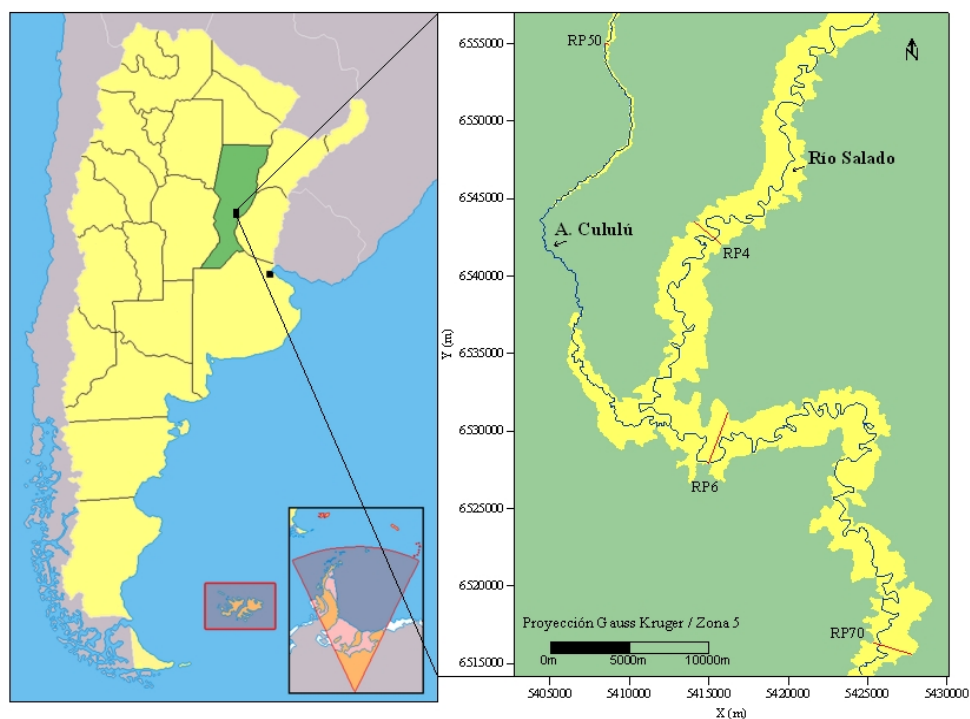 6555000
RP50
N
6550000
Río Salado
6545000
A. Cululú
RP4
6540000
6535000
Y (m)
6530000
RP6
6525000
6520000
Proyección Gauss Kruger / Zona 5
RP70
0m 5000m 10000m
6515000
5405000 5410000 5415000 5420000 5425000 5430000
X (m)